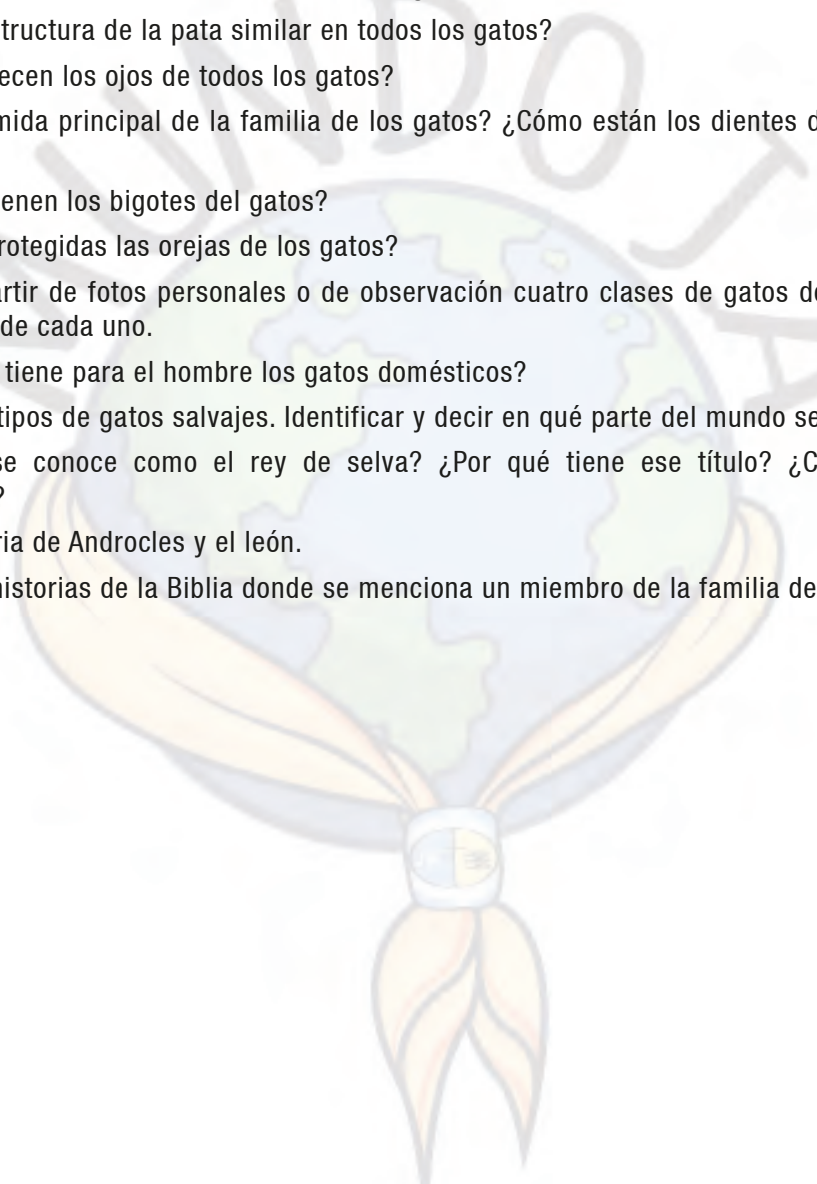 MUNDO JA
tructura de la pata similar en todos los gatos?
ecen los ojos de todos los gatos?
mida principal de la familia de los gatos? ¿Cómo están los dientes d
enen los bigotes del gatos?
rotegidas las orejas de los gatos?
artir de fotos personales o de observación cuatro clases de gatos d
de cada uno.
tiene para el hombre los gatos domésticos?
tipos de gatos salvajes. Identificar y decir en qué parte del mundo se
se conoce como el rey de selva? ¿Por qué tiene ese título? ¿C
?
ria de Androcles y el león.
historias de la Biblia donde se menciona un miembro de la familia de